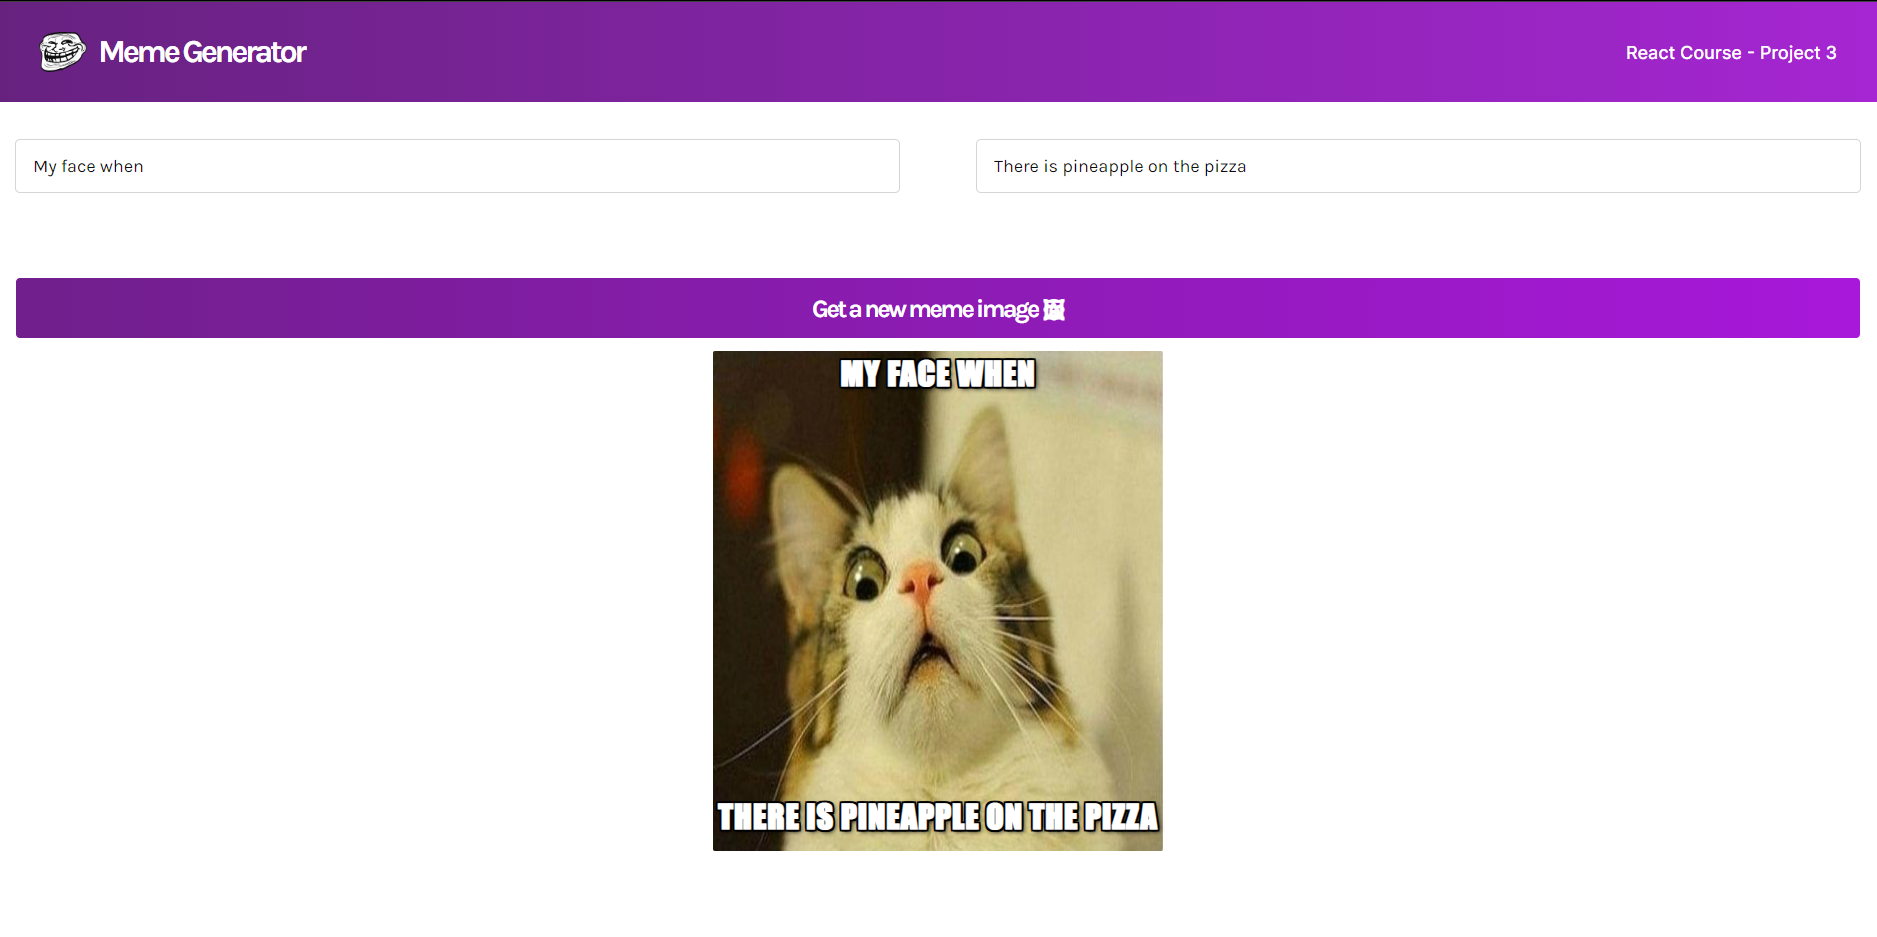 Meme Generator
React Course - Project 3
My face when
There is pineapple on the pizza
Get a new meme image
MY FACE WHEN
THERE IS PINEAPPLE ON THE PIZZA